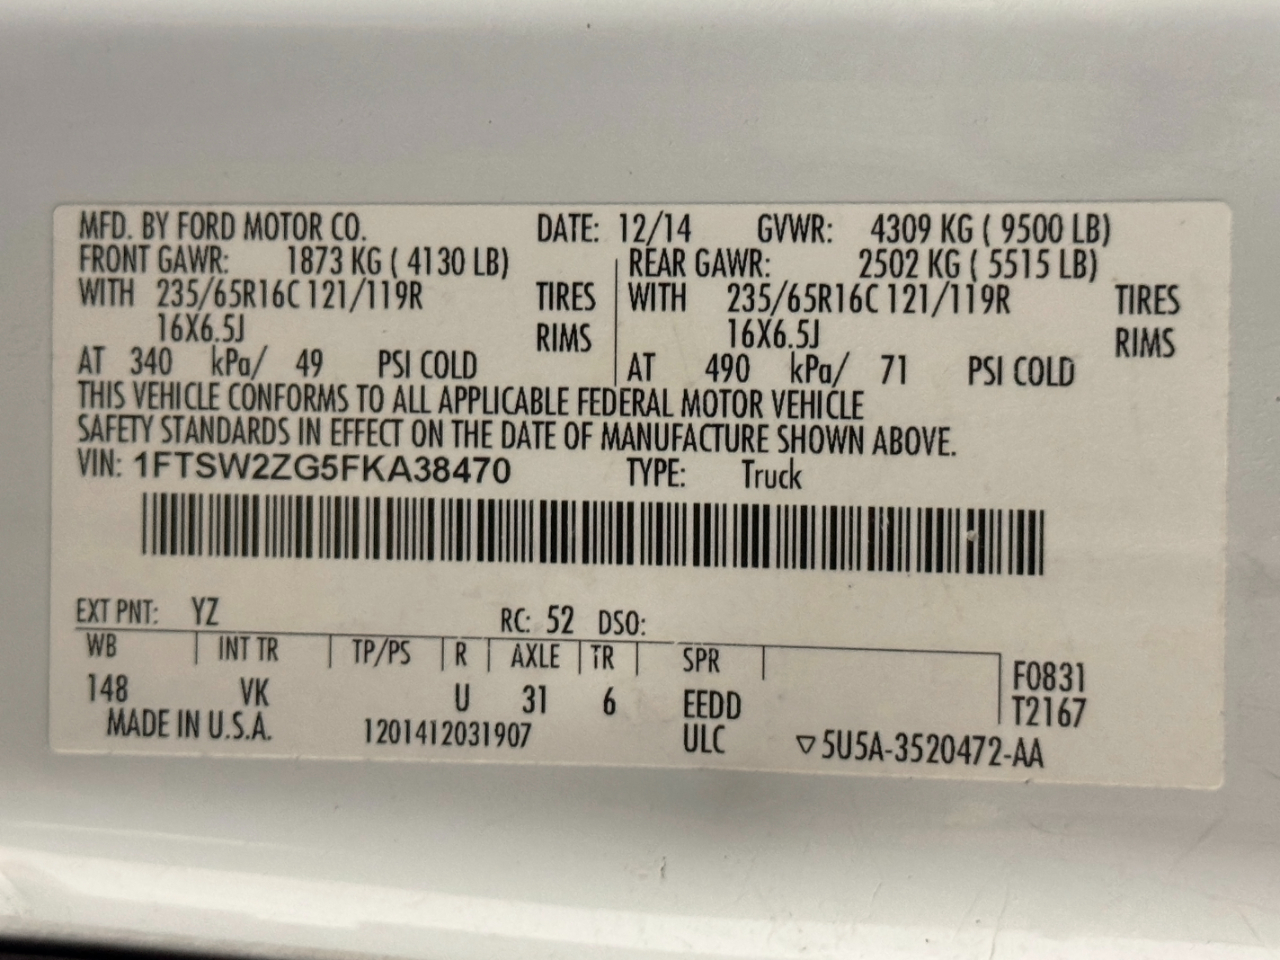 MFD. BY FORD MOTOR CO. DATE: 12/14 GVWR: 4309 KG ( 9500 LB)
FRONT GAWR: 1873 KG ( 4130 LB) REAR GAWR: 2502 KG ( 5515 LB)
WITH 235/65R16C 121/119R TIRES WITH 235/65R16C 121/119R TIRES
16X6.5J RIMS 16X6.5J RIMS
AT 340 kPa/ 49 PSI COLD AT 490 kPa/ 71 PSI COLD
THIS VEHICLE CONFORMS TO ALL APPLICABLE FEDERAL MOTOR VEHICLE
SAFETY STANDARDS IN EFFECT ON THE DATE OF MANUFACTURE SHOWN ABOVE.
VIN: 1FTSW2ZG5FKA38470 TYPE: Truck
EXT PNT: YZ RC: 52 DSO:
WB INT TR TP/PS R AXLE TR SPR F0831
148 VK U 31 6 EEDD T2167
MADE IN U.S.A. 1201412031907 ULC ▽5U5A-3520472-AA